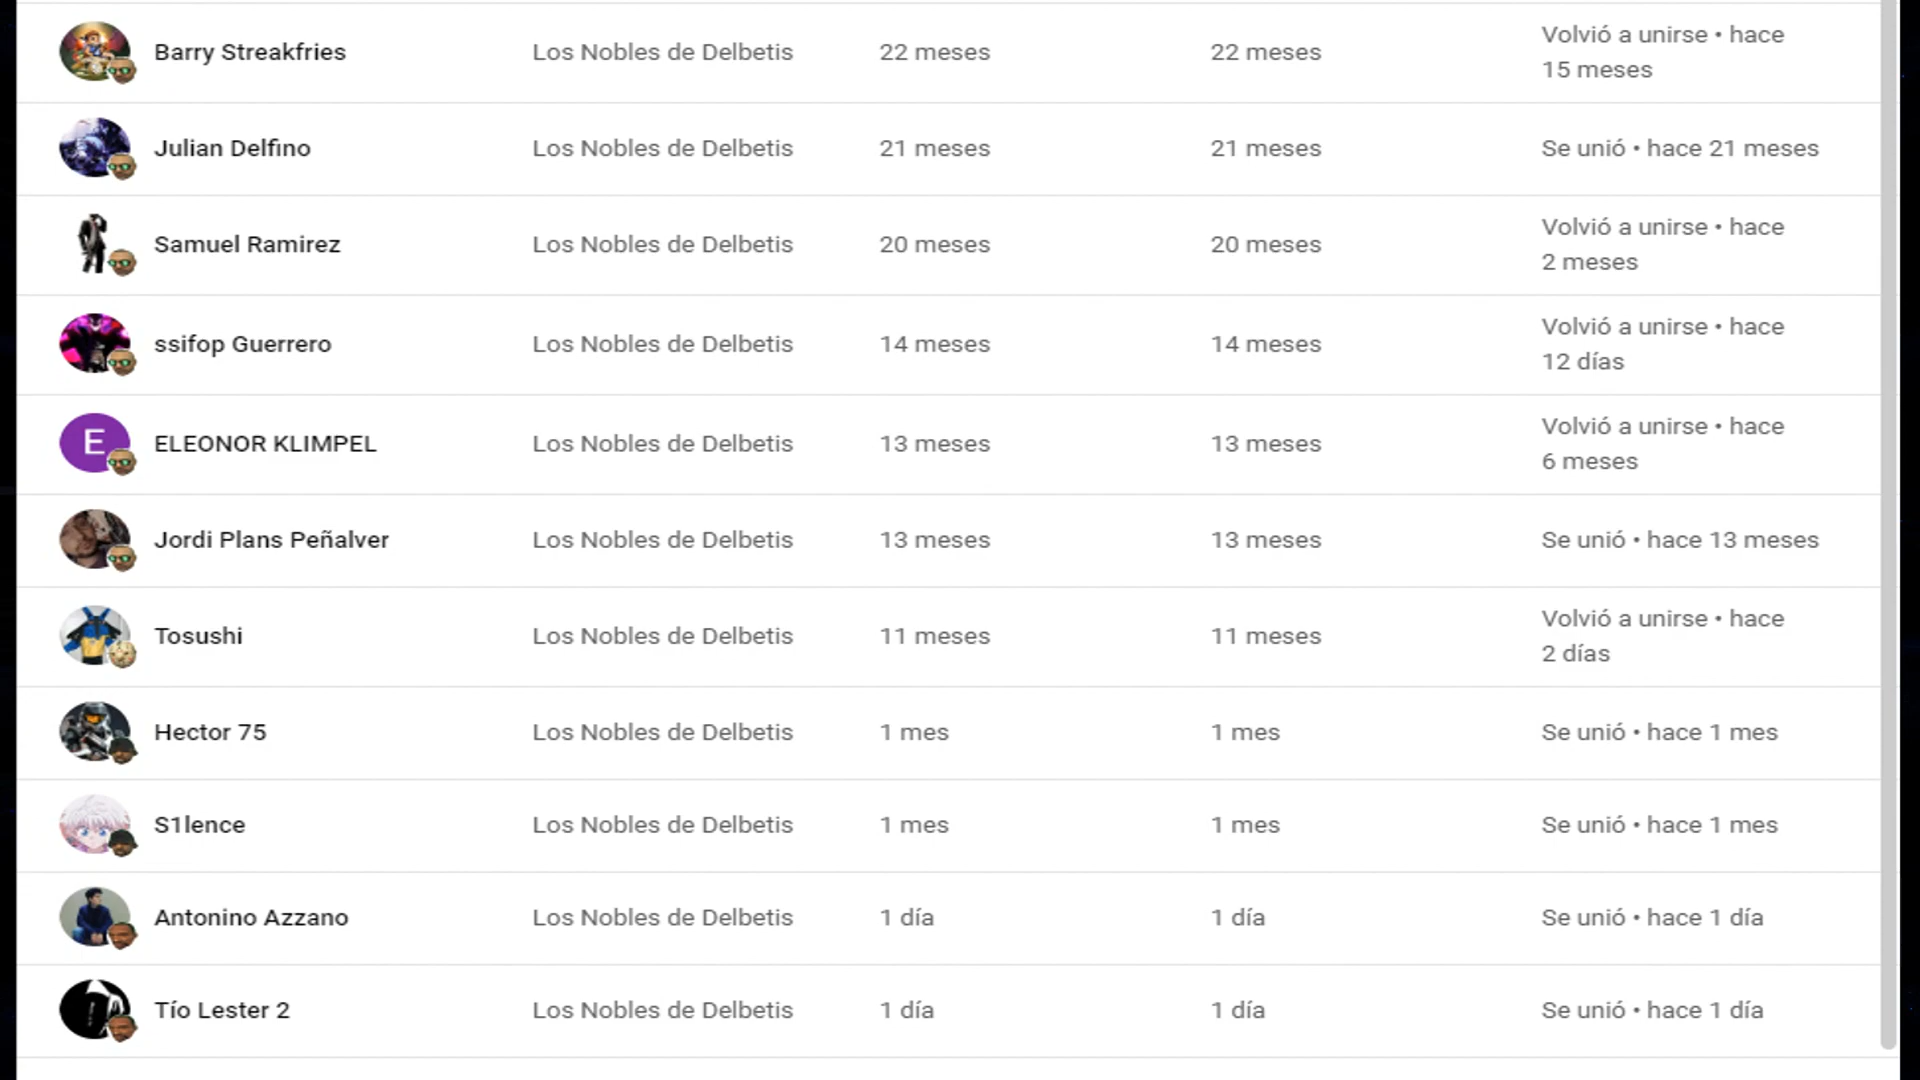 Barry Streakfries Los Nobles de Delbetis 22 meses 22 meses Volvió a unirse • hace
15 meses
Julian Delfino Los Nobles de Delbetis 21 meses 21 meses Se unió • hace 21 meses
Samuel Ramirez Los Nobles de Delbetis 20 meses 20 meses Volvió a unirse • hace
2 meses
ssifop Guerrero Los Nobles de Delbetis 14 meses 14 meses Volvió a unirse • hace
12 días
E ELEONOR KLIMPEL Los Nobles de Delbetis 13 meses 13 meses Volvió a unirse • hace
6 meses
Jordi Plans Peñalver Los Nobles de Delbetis 13 meses 13 meses Se unió • hace 13 meses
Tosushi Los Nobles de Delbetis 11 meses 11 meses Volvió a unirse • hace
2 días
Hector 75 Los Nobles de Delbetis 1 mes 1 mes Se unió • hace 1 mes
S1lence Los Nobles de Delbetis 1 mes 1 mes Se unió • hace 1 mes
Antonino Azzano Los Nobles de Delbetis 1 día 1 día Se unió • hace 1 día
Tío Lester 2 Los Nobles de Delbetis 1 día 1 día Se unió • hace 1 día